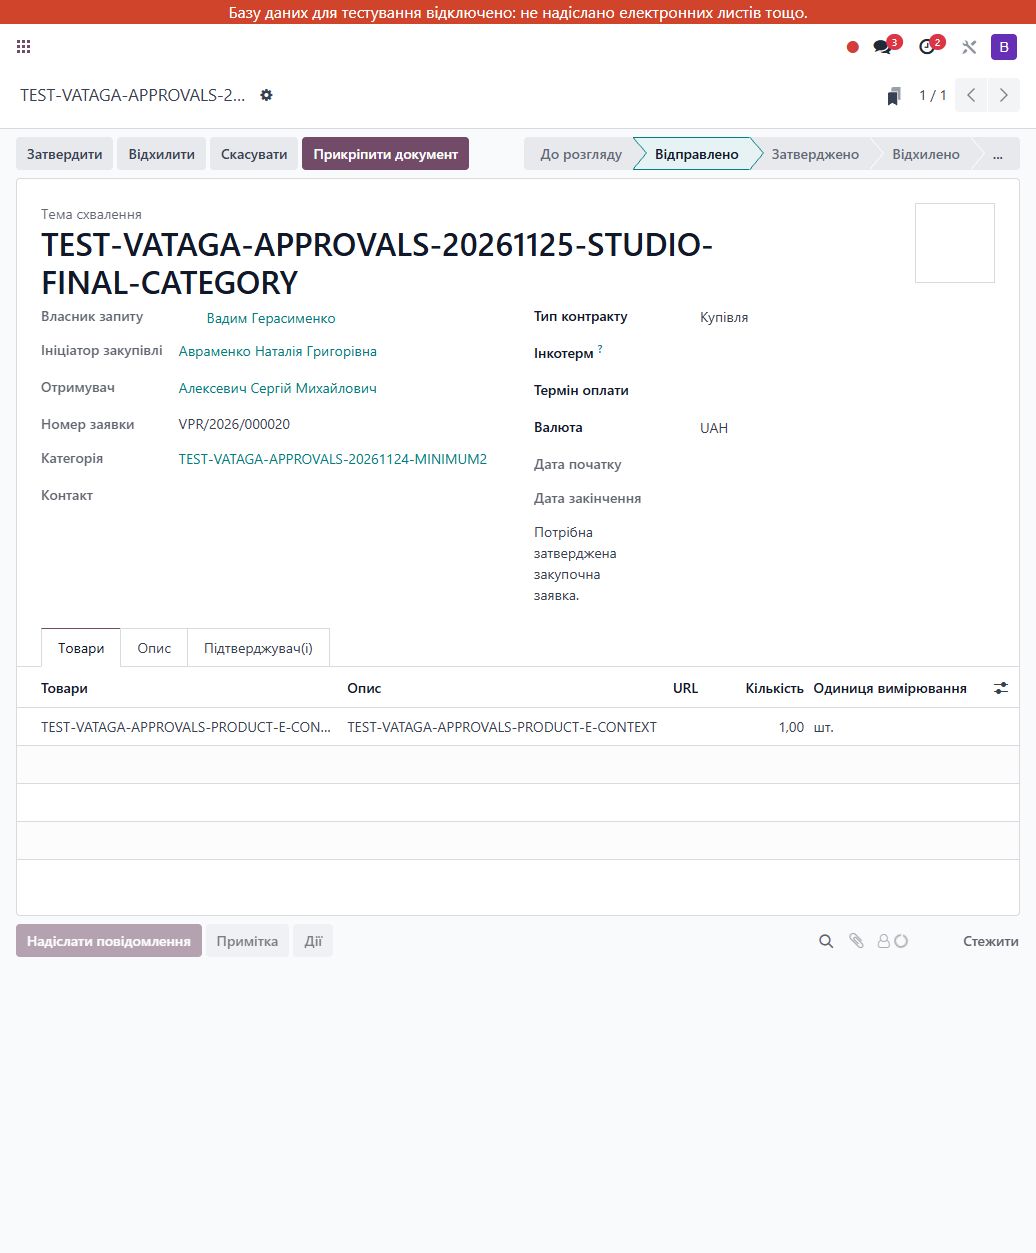 Базу даних для тестування відключено: не надіслано електронних листів тощо.
3
2
B
TEST-VATAGA-APPROVALS-2...
1 / 1
Затвердити
Відхилити
Скасувати
Прикріпити документ
До розгляду
Відправлено
Затверджено
Відхилено
...
Тема схвалення
TEST-VATAGA-APPROVALS-20261125-STUDIO-
FINAL-CATEGORY
Власник запиту Вадим Герасименко
Ініціатор закупівлі Авраменко Наталія Григорівна
Отримувач Алексевич Сергій Михайлович
Номер заявки VPR/2026/000020
Категорія TEST-VATAGA-APPROVALS-20261124-MINIMUM2
Контакт
Тип контракту Купівля
Інкотерм ?
Термін оплати
Валюта UAH
Дата початку
Дата закінчення
Потрібна
затверджена
закупочна
заявка.
Товари Опис Підтверджувач(і)
Товари Опис URL Кількість Одиниця вимірювання
TEST-VATAGA-APPROVALS-PRODUCT-E-CON... TEST-VATAGA-APPROVALS-PRODUCT-E-CONTEXT 1,00 шт.
Надіслати повідомлення Примітка Дії Стежити